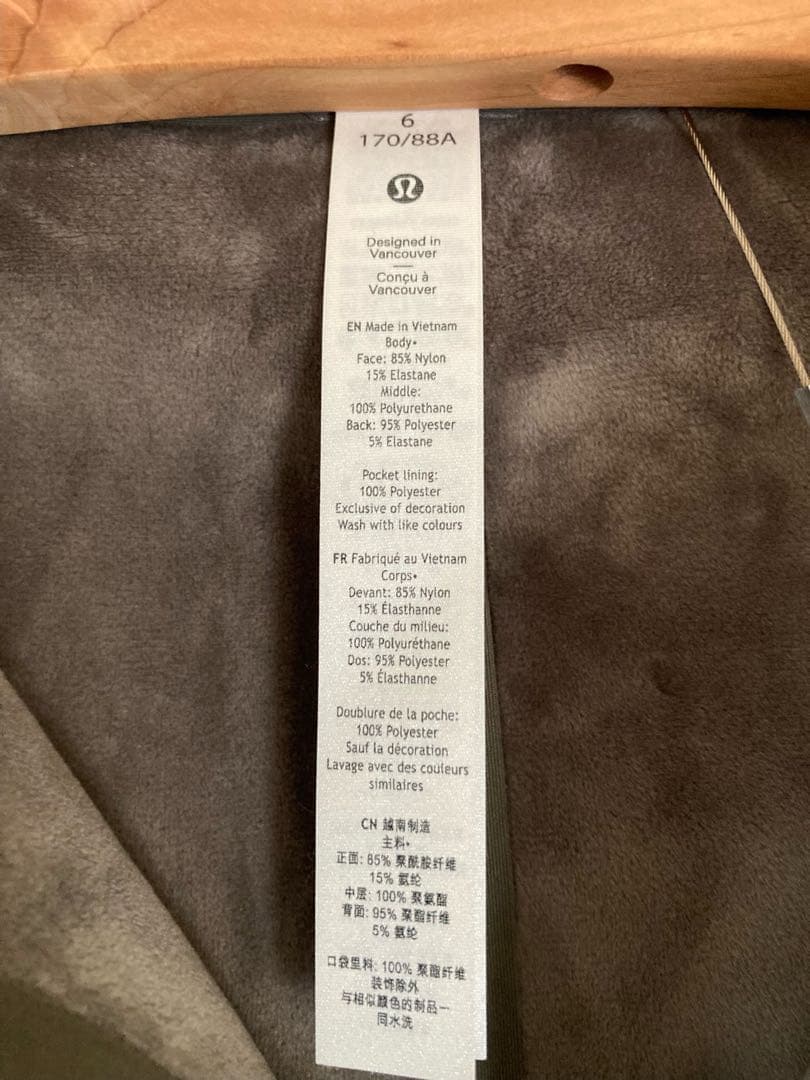 6
170/88A
Designed in
Vancouver
Conçu à
Vancouver
EN Made in Vietnam
Body•
Face: 85% Nylon
15% Elastane
Middle:
100% Polyurethane
Back: 95% Polyester
5% Elastane
Pocket lining:
100% Polyester
Exclusive of decoration
Wash with like colours
FR Fabriqué au Vietnam
Corps•
Devant: 85% Nylon
15% Élasthanne
Couche du milieu:
100% Polyuréthane
Dos: 95% Polyester
5% Élasthanne
Doublure de la poche:
100% Polyester
Sauf la décoration
Lavage avec des couleurs
similaires
CN 越南制造
主料•
正面: 85% 聚酰胺纤维
15% 氨纶
中层: 100% 聚氨酯
背面: 95% 聚酯纤维
5% 氨纶
口袋里料: 100% 聚酯纤维
装饰除外
与相似颜色的制品一
同水洗